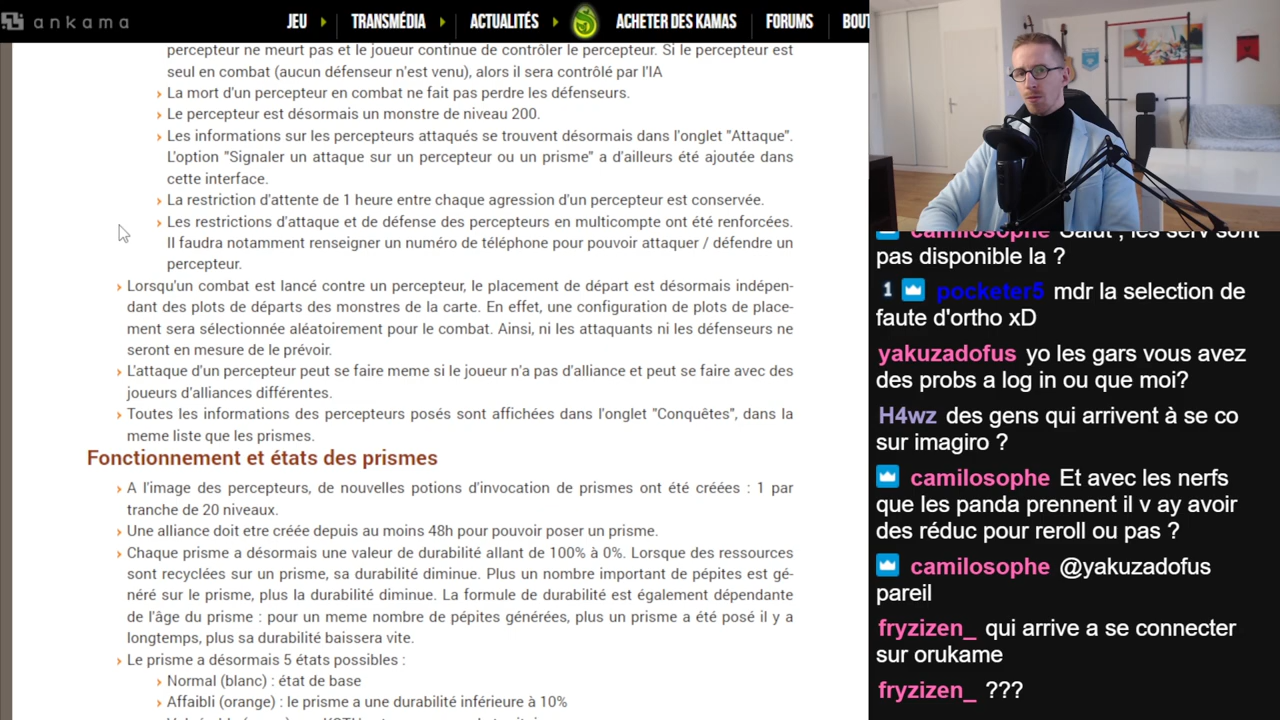 ankama
JEU
TRANSMÉDIA
ACTUALITÉS
ACHETER DES KAMAS
FORUMS
BOU
percepteur ne meurt pas et le joueur continue de contrôler le percepteur. Si le percepteur est
seul en combat (aucun défenseur n'est venu), alors il sera contrôlé par l'IA
La mort d'un percepteur en combat ne fait pas perdre les défenseurs.
Le percepteur est désormais un monstre de niveau 200.
Les informations sur les percepteurs attaqués se trouvent désormais dans l'onglet "Attaque".
L'option "Signaler un attaque sur un percepteur ou un prisme" a d'ailleurs été ajoutée dans
cette interface.
La restriction d'attente de 1 heure entre chaque agression d'un percepteur est conservée.
Les restrictions d'attaque et de défense des percepteurs en multicompte ont été renforcées.
Il faudra notamment renseigner un numéro de téléphone pour pouvoir attaquer / défendre un
percepteur.
Lorsqu'un combat est lancé contre un percepteur, le placement de départ est désormais indépen-
dant des plots de départs des monstres de la carte. En effet, une configuration de plots de place-
ment sera sélectionnée aléatoirement pour le combat. Ainsi, ni les attaquants ni les défenseurs ne
seront en mesure de le prévoir.
L'attaque d'un percepteur peut se faire meme si le joueur n'a pas d'alliance et peut se faire avec des
joueurs d'alliances différentes.
Toutes les informations des percepteurs posés sont affichées dans l'onglet "Conquêtes", dans la
meme liste que les prismes.
Fonctionnement et états des prismes
A l'image des percepteurs, de nouvelles potions d'invocation de prismes ont été créées : 1 par
tranche de 20 niveaux.
Une alliance doit etre créée depuis au moins 48h pour pouvoir poser un prisme.
Chaque prisme a désormais une valeur de durabilité allant de 100% à 0%. Lorsque des ressources
sont recyclées sur un prisme, sa durabilité diminue. Plus un nombre important de pépites est gé-
néré sur le prisme, plus la durabilité diminue. La formule de durabilité est également dépendante
de l'âge du prisme : pour un meme nombre de pépites générées, plus un prisme a été posé il y a
longtemps, plus sa durabilité baissera vite.
Le prisme a désormais 5 états possibles :
Normal (blanc) : état de base
Affaibli (orange) : le prisme a une durabilité inférieure à 10%
camilosophe Salut , les serv sont
pas disponible la ?
1 pocketer5 mdr la selection de
faute d'ortho xD
yakuzadofus yo les gars vous avez
des probs a log in ou que moi?
H4wz des gens qui arrivent à se co
sur imagiro ?
camilosophe Et avec les nerfs
que les panda prennent il v ay avoir
des réduc pour reroll ou pas ?
camilosophe @yakuzadofus
pareil
fryzizen_ qui arrive a se connecter
sur orukame
fryzizen_ ???